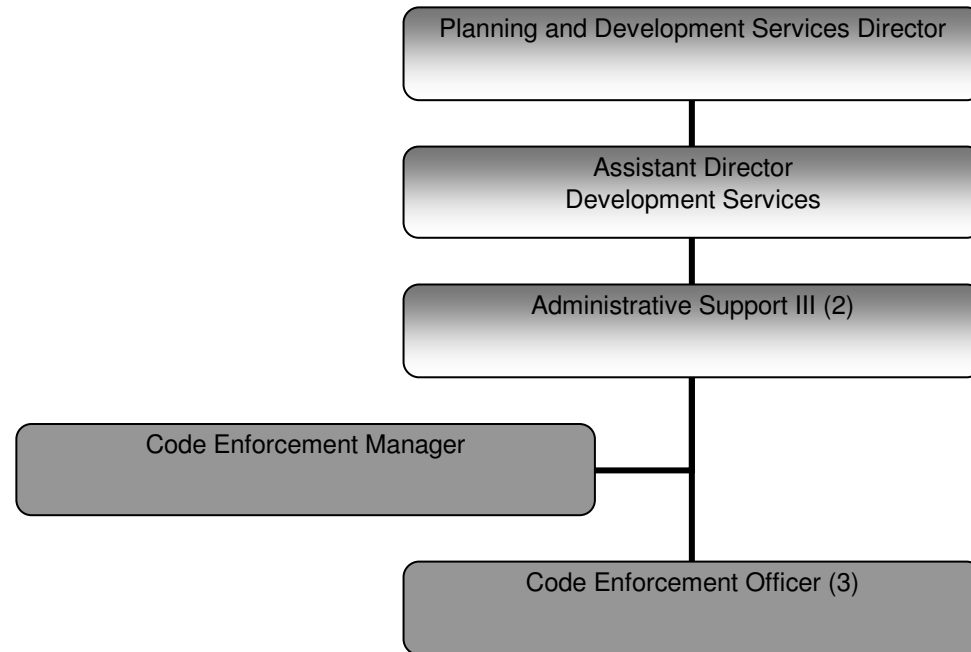 Planning and Development Services Director
Assistant Director
Development Services
Administrative Support III (2)
Code Enforcement Manager
Code Enforcement Officer (3)